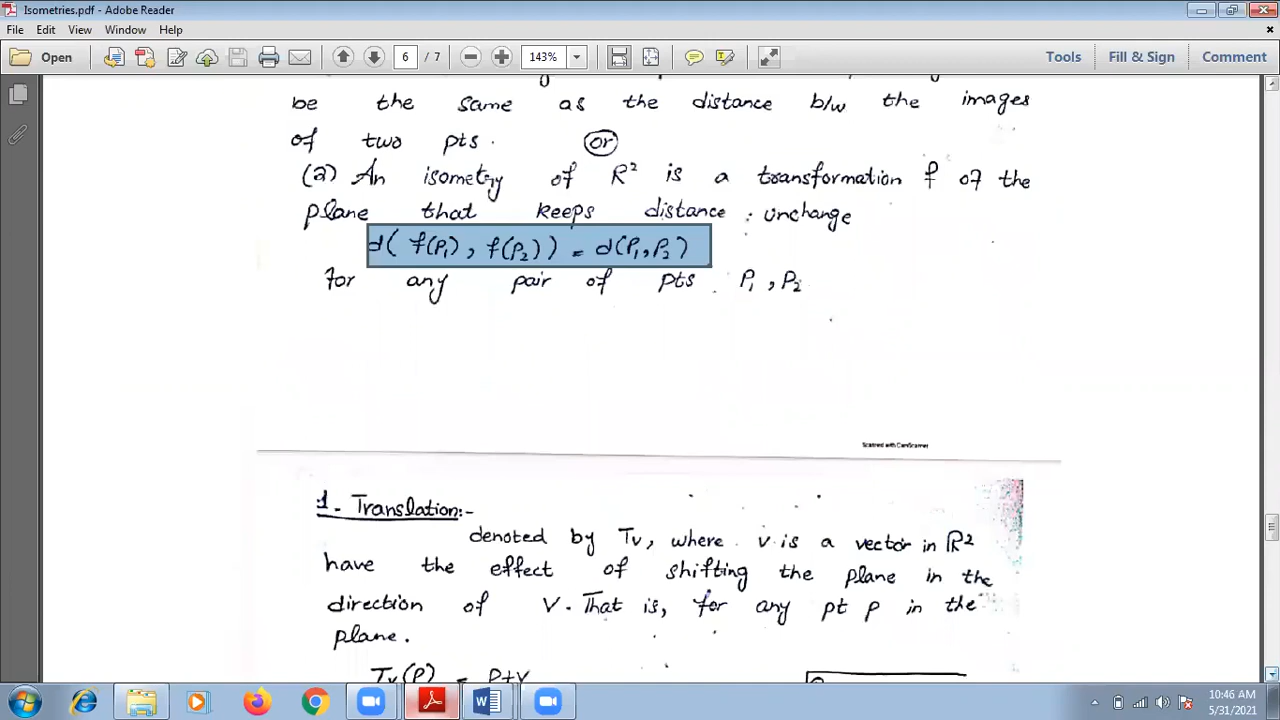 Isometries.pdf - Adobe Reader
File Edit View Window Help
Open 6 / 7 143% Tools Fill & Sign Comment
be the same as the distance b/w the images
of two pts. or
(2) An isometry of R² is a transformation f of the
plane that keeps distance unchange
d( f(P₁) , f(P₂) ) = d(P₁,P₂)
For any pair of pts P₁ , P₂
Scanned with CamScanner
1. Translation:-
denoted by Tv, where v is a vector in R²
have the effect of shifting the plane in the
direction of V. That is, for any pt p in the
plane.
Tv(P) = P+V
10:46 AM
5/31/2021